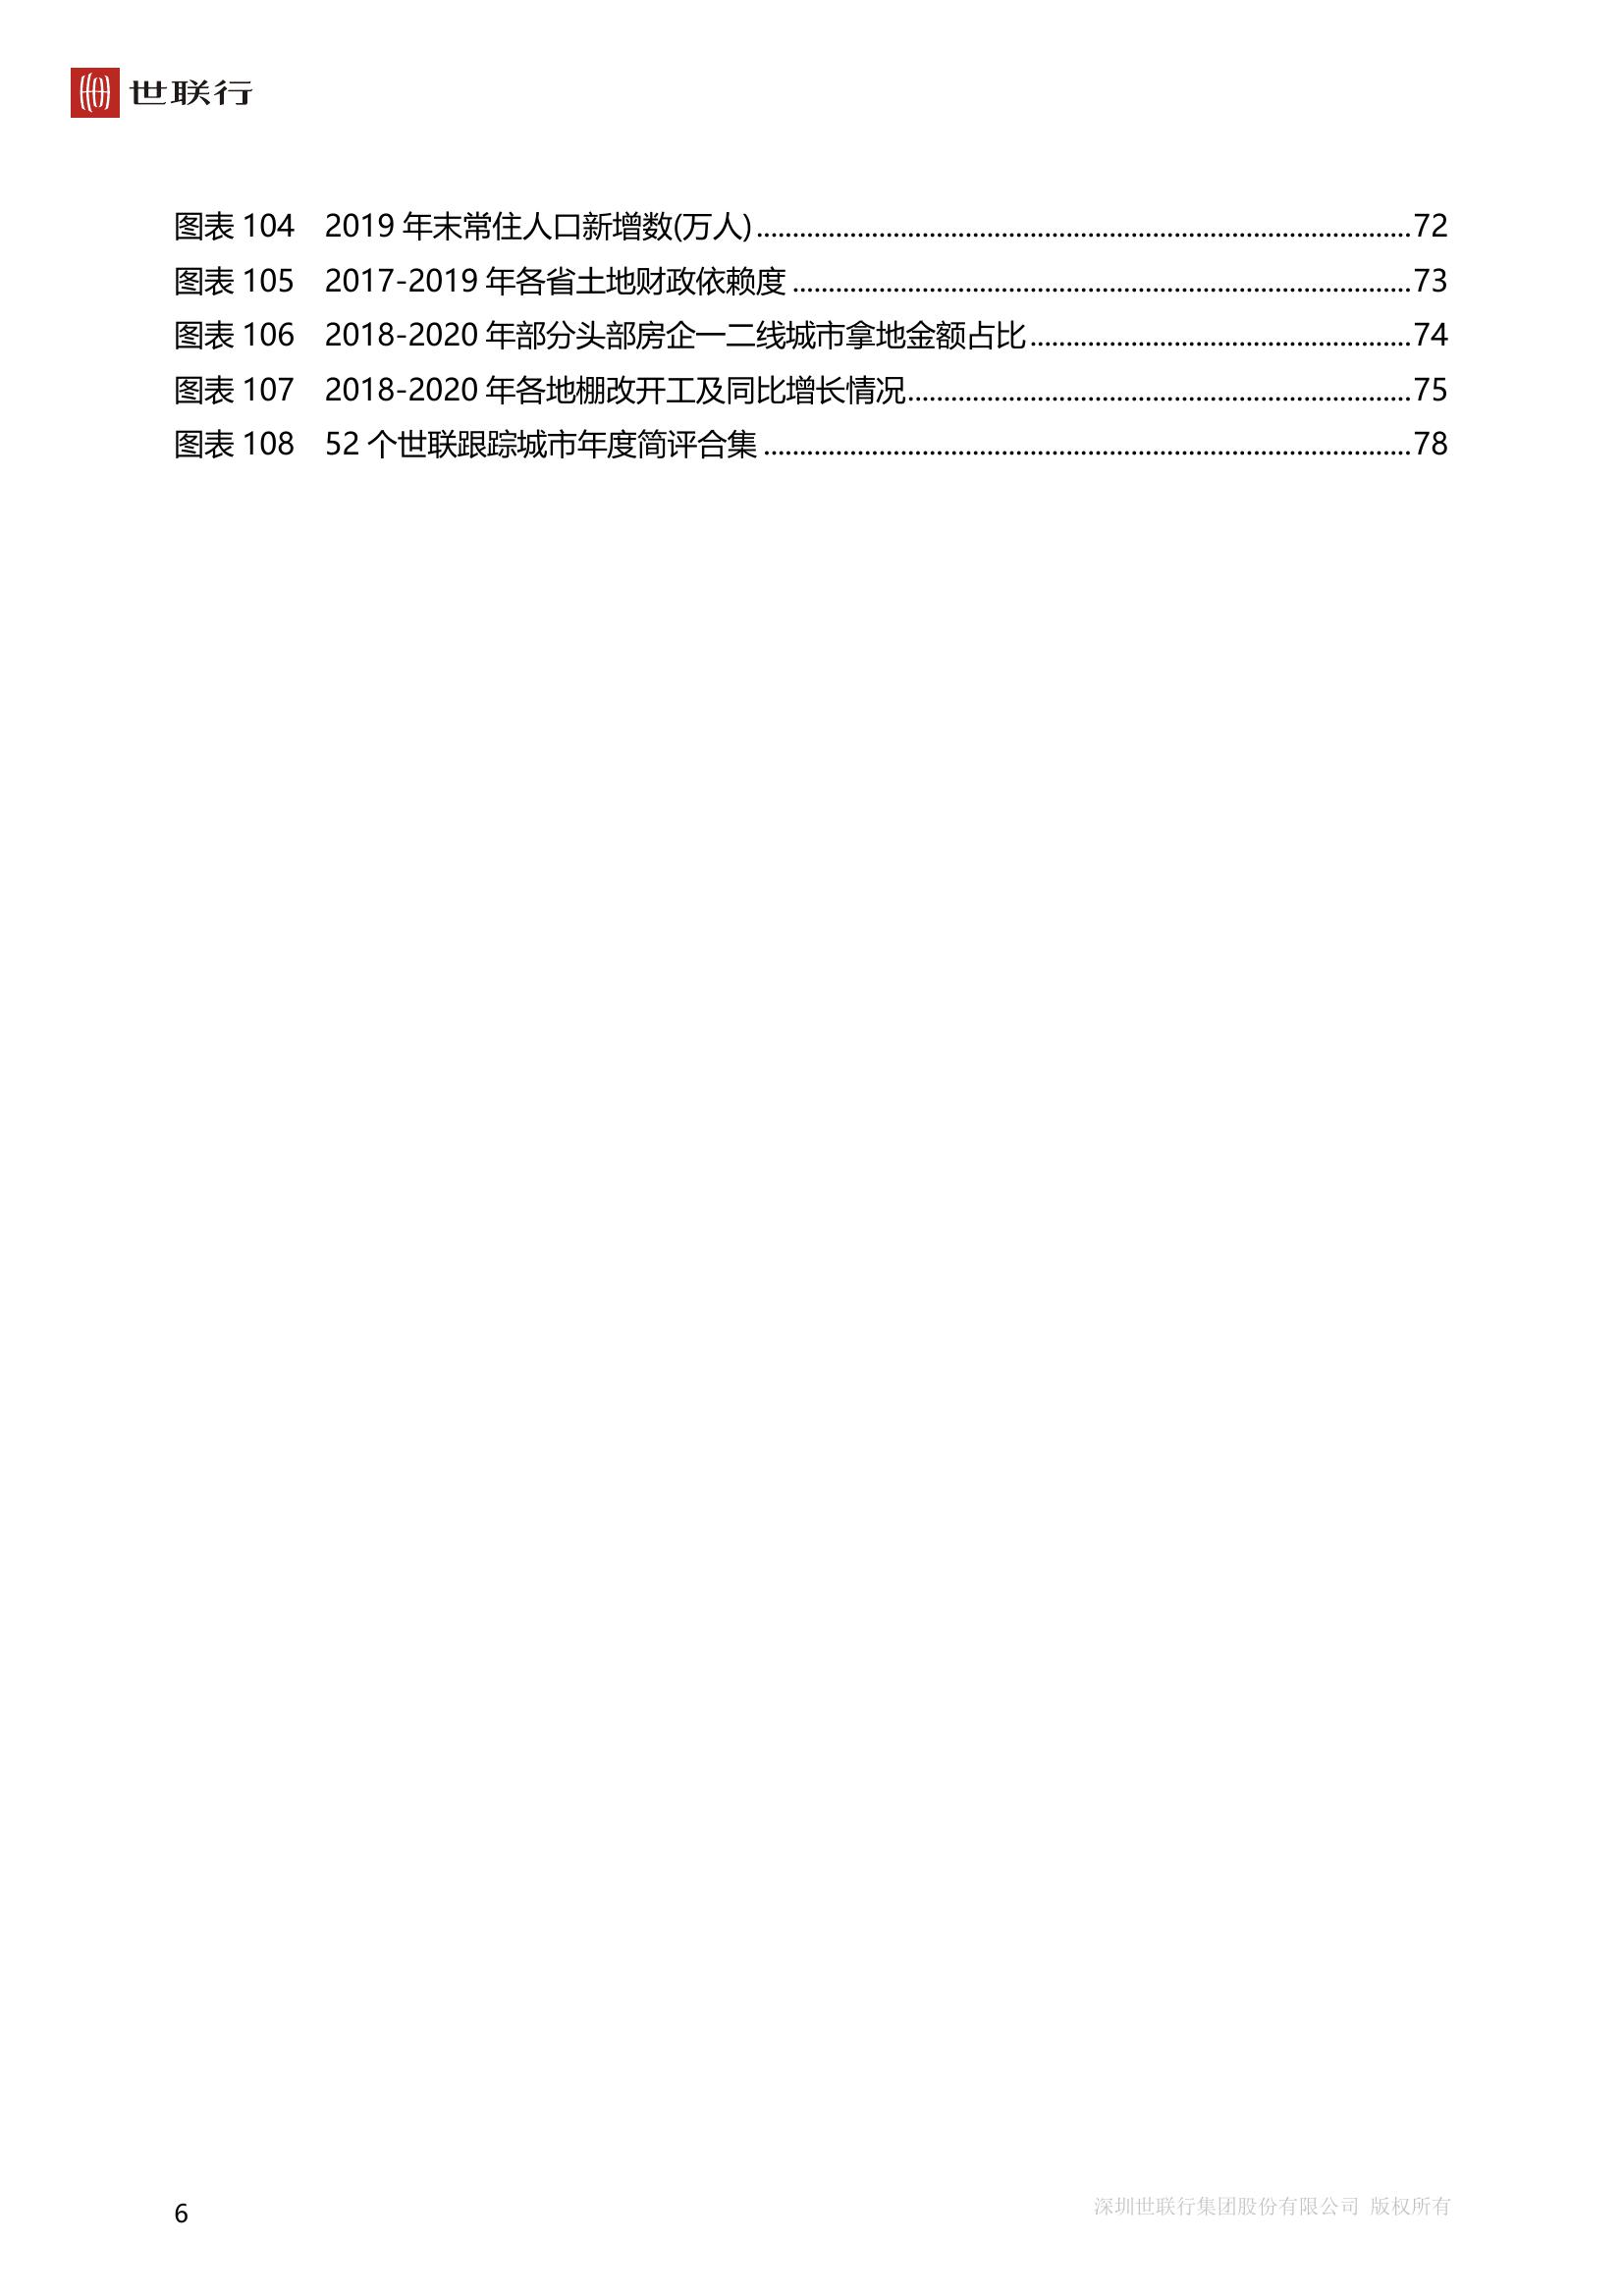 世联行
图表 104 2019 年末常住人口新增数(万人)........................................72
图表 105 2017-2019 年各省土地财政依赖度........................................73
图表 106 2018-2020 年部分头部房企一二线城市拿地金额占比........................................74
图表 107 2018-2020 年各地棚改开工及同比增长情况........................................75
图表 108 52 个世联跟踪城市年度简评合集........................................78
6
深圳世联行集团股份有限公司 版权所有